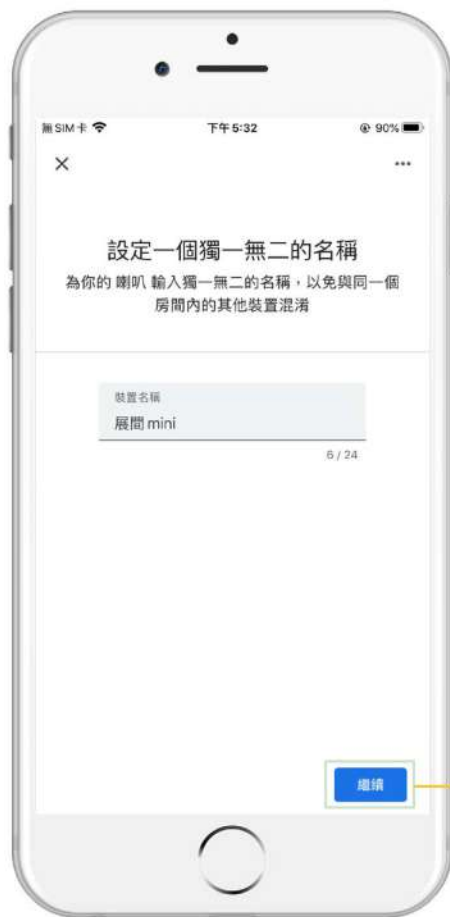 無SIM卡 下午5:32 90%
設定一個獨一無二的名稱
為你的 喇叭 輸入獨一無二的名稱，以免與同一個
房間內的其他裝置混淆
裝置名稱
展間 mini
6 / 24
繼續